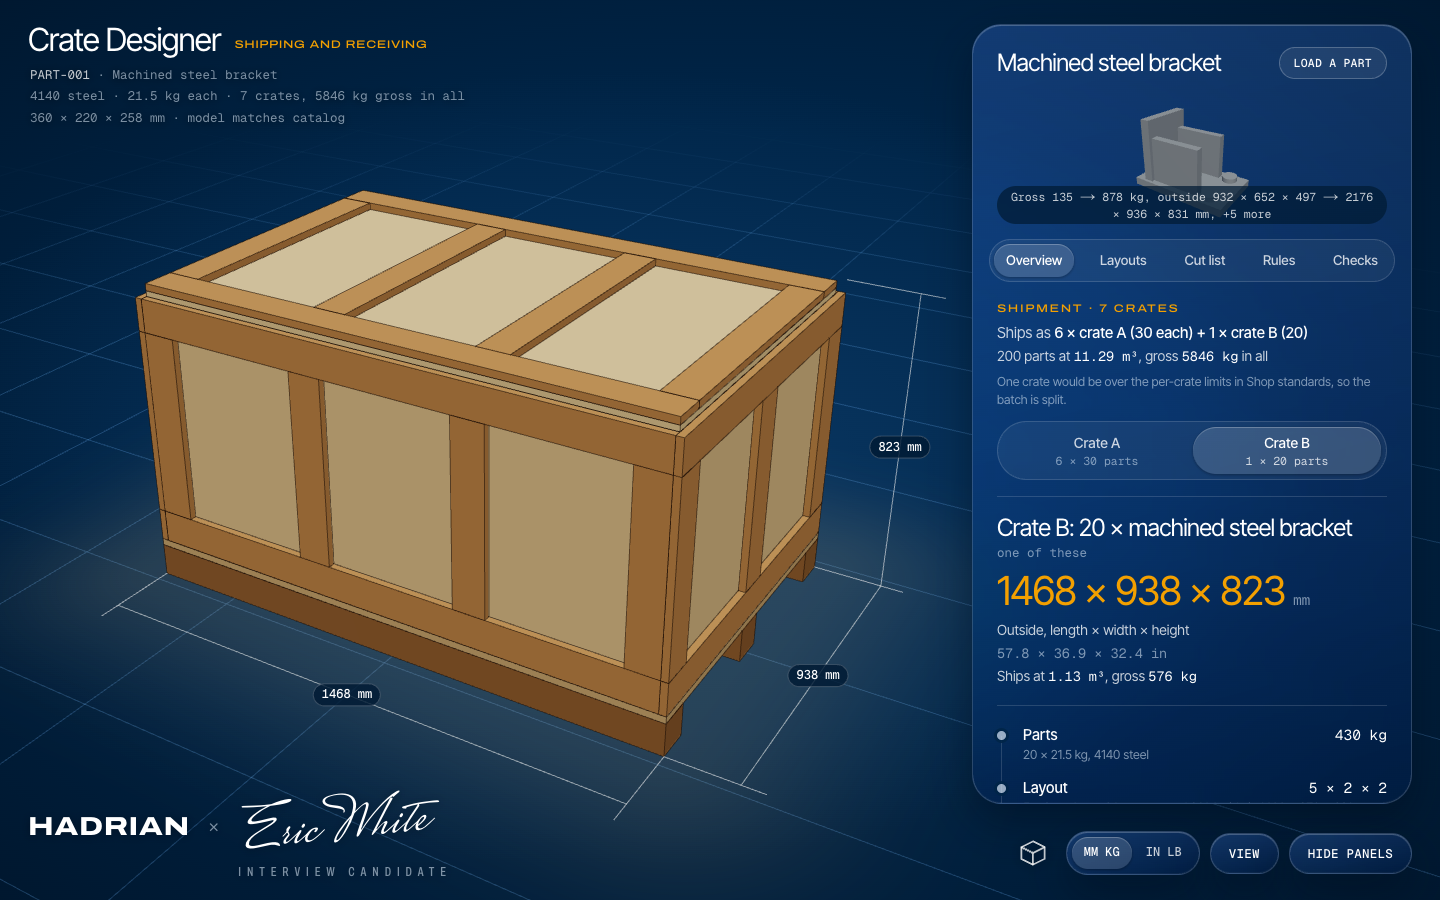 Crate Designer SHIPPING AND RECEIVING
PART-001 · Machined steel bracket
4140 steel · 21.5 kg each · 7 crates, 5846 kg gross in all
360 × 220 × 258 mm · model matches catalog
823 mm
938 mm
1468 mm
HADRIAN × Eric White
INTERVIEW CANDIDATE
Machined steel bracket LOAD A PART
Gross 135 → 878 kg, outside 932 × 652 × 497 → 2176
× 936 × 831 mm, +5 more
Overview Layouts Cut list Rules Checks
SHIPMENT · 7 CRATES
Ships as 6 × crate A (30 each) + 1 × crate B (20)
200 parts at 11.29 m³, gross 5846 kg in all
One crate would be over the per-crate limits in Shop standards, so the
batch is split.
Crate A Crate B
6 × 30 parts 1 × 20 parts
Crate B: 20 × machined steel bracket
one of these
1468 × 938 × 823 mm
Outside, length × width × height
57.8 × 36.9 × 32.4 in
Ships at 1.13 m³, gross 576 kg
Parts 430 kg
20 × 21.5 kg, 4140 steel
Layout 5 × 2 × 2
MM KG IN LB VIEW HIDE PANELS